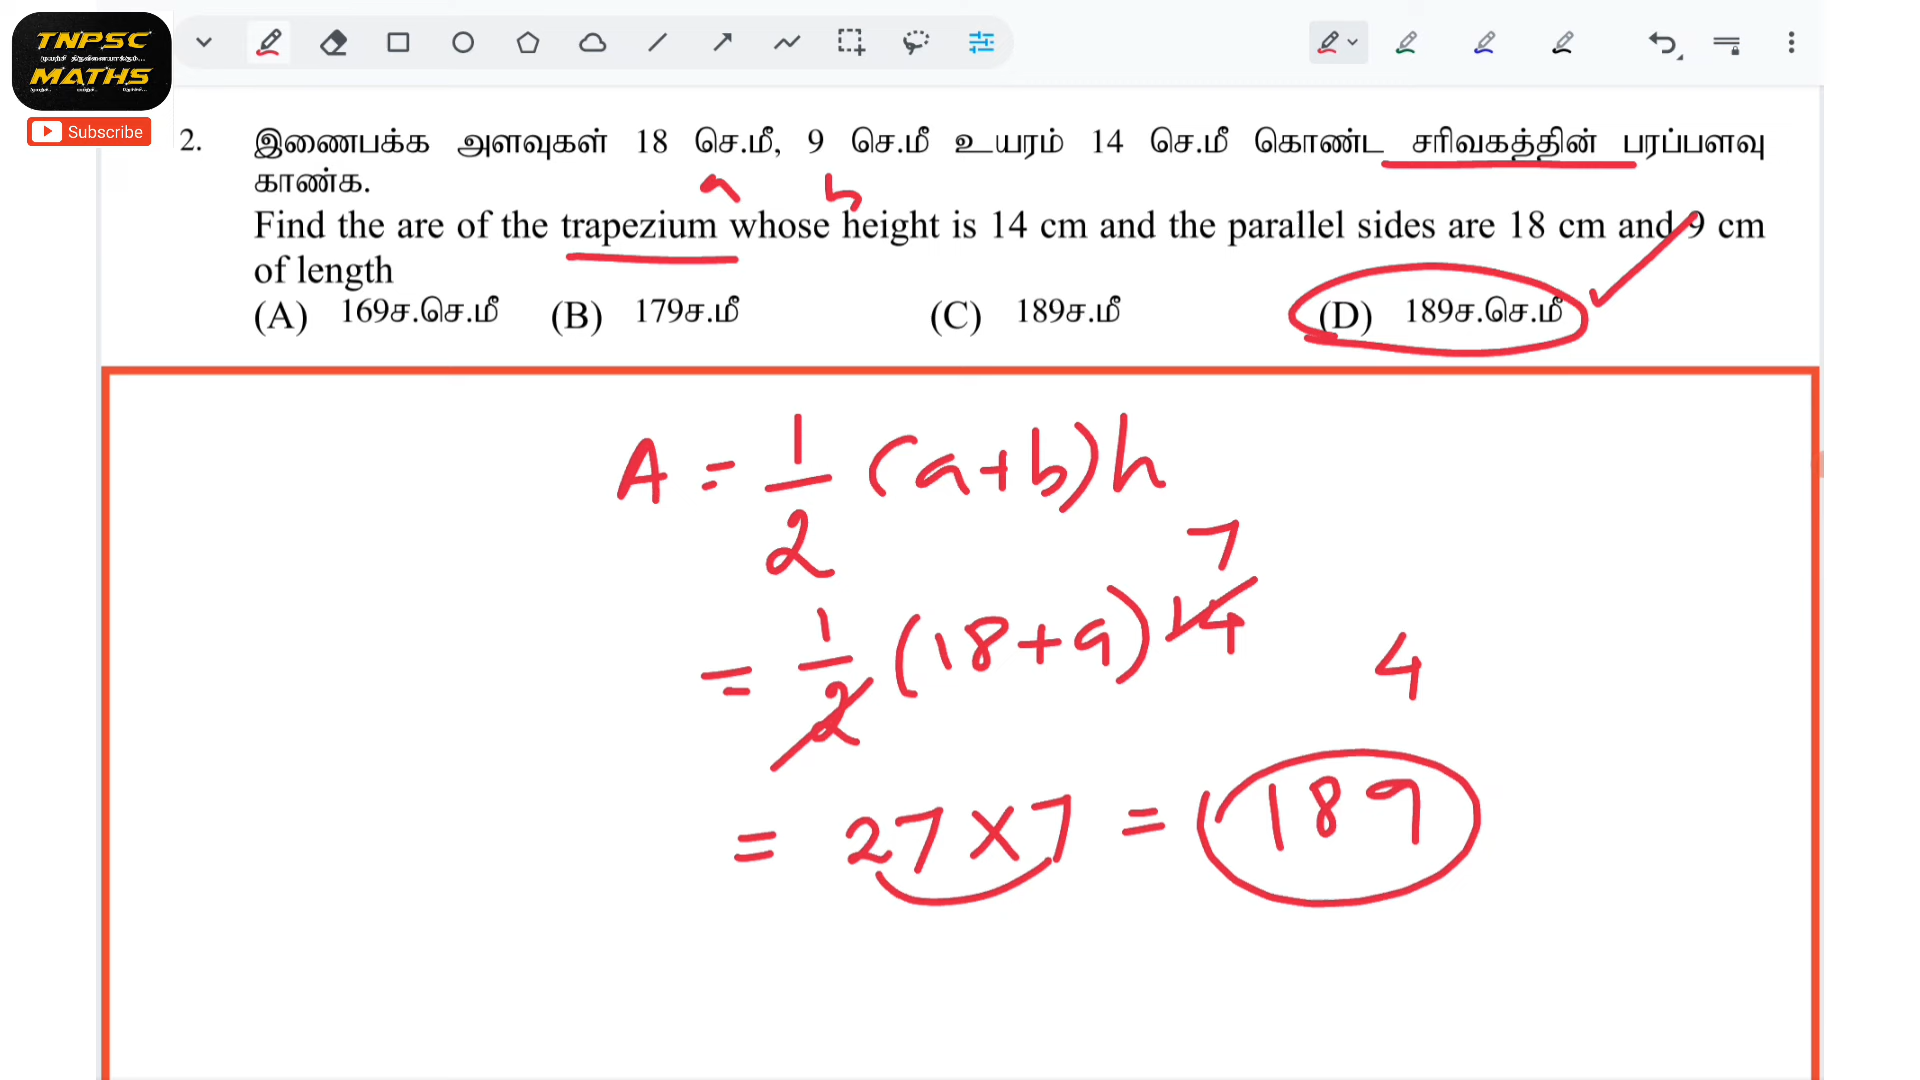 TNPSC
MATHS
Subscribe
2. இணைபக்க அளவுகள் 18 செ.மீ, 9 செ.மீ உயரம் 14 செ.மீ கொண்ட சரிவகத்தின் பரப்பளவு
காண்க.
a b
Find the are of the trapezium whose height is 14 cm and the parallel sides are 18 cm and 9 cm
of length
(A) 169ச.செ.மீ (B) 179ச.மீ (C) 189ச.மீ (D) 189ச.செ.மீ
A = 1/2 (a+b)h
7
= 1/2 (18+9) 14
4
= 27 X 7 = 189